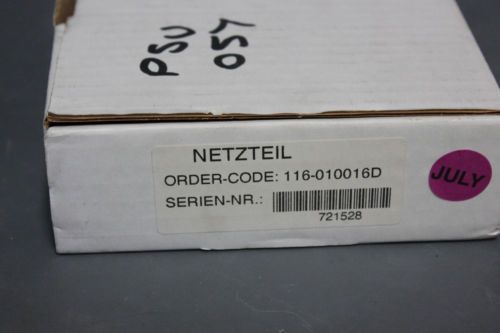 PSU
057
NETZTEIL
ORDER-CODE: 116-010016D
SERIEN-NR.:
721528
JULY